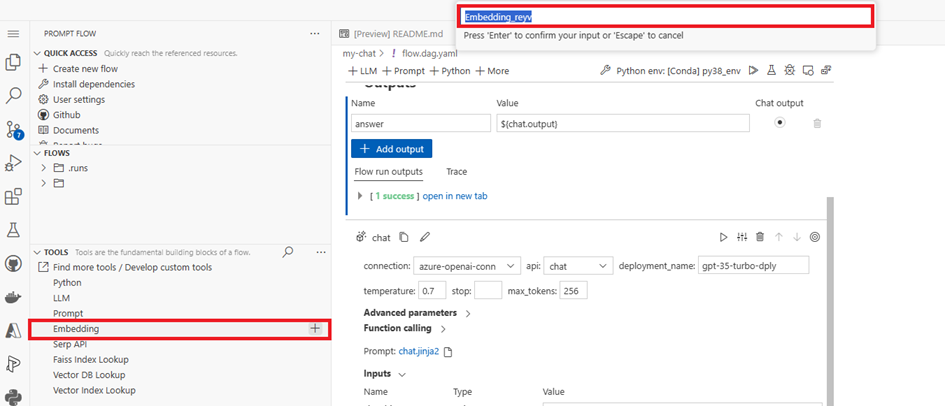 Embedding_reyv
Press 'Enter' to confirm your input or 'Escape' to cancel
PROMPT FLOW
QUICK ACCESS Quickly reach the referenced resources.
Create new flow
Install dependencies
User settings
Github
Documents
Report bugs
FLOWS
.runs
TOOLS Tools are the fundamental building blocks of a flow.
Find more tools / Develop custom tools
Python
LLM
Prompt
Embedding
Serp API
Faiss Index Lookup
Vector DB Lookup
Vector Index Lookup
7
[Preview] README.md
my-chat > ! flow.dag.yaml
+ LLM + Prompt + Python + More
Python env: [Conda] py38_env
Outputs
Name Value Chat output
answer ${chat.output}
+ Add output
Flow run outputs Trace
[ 1 success ] open in new tab
chat
connection: azure-openai-conn api: chat deployment_name: gpt-35-turbo-dply
temperature: 0.7 stop: max_tokens: 256
Advanced parameters
Function calling
Prompt: chat.jinja2
Inputs
Name Type Value